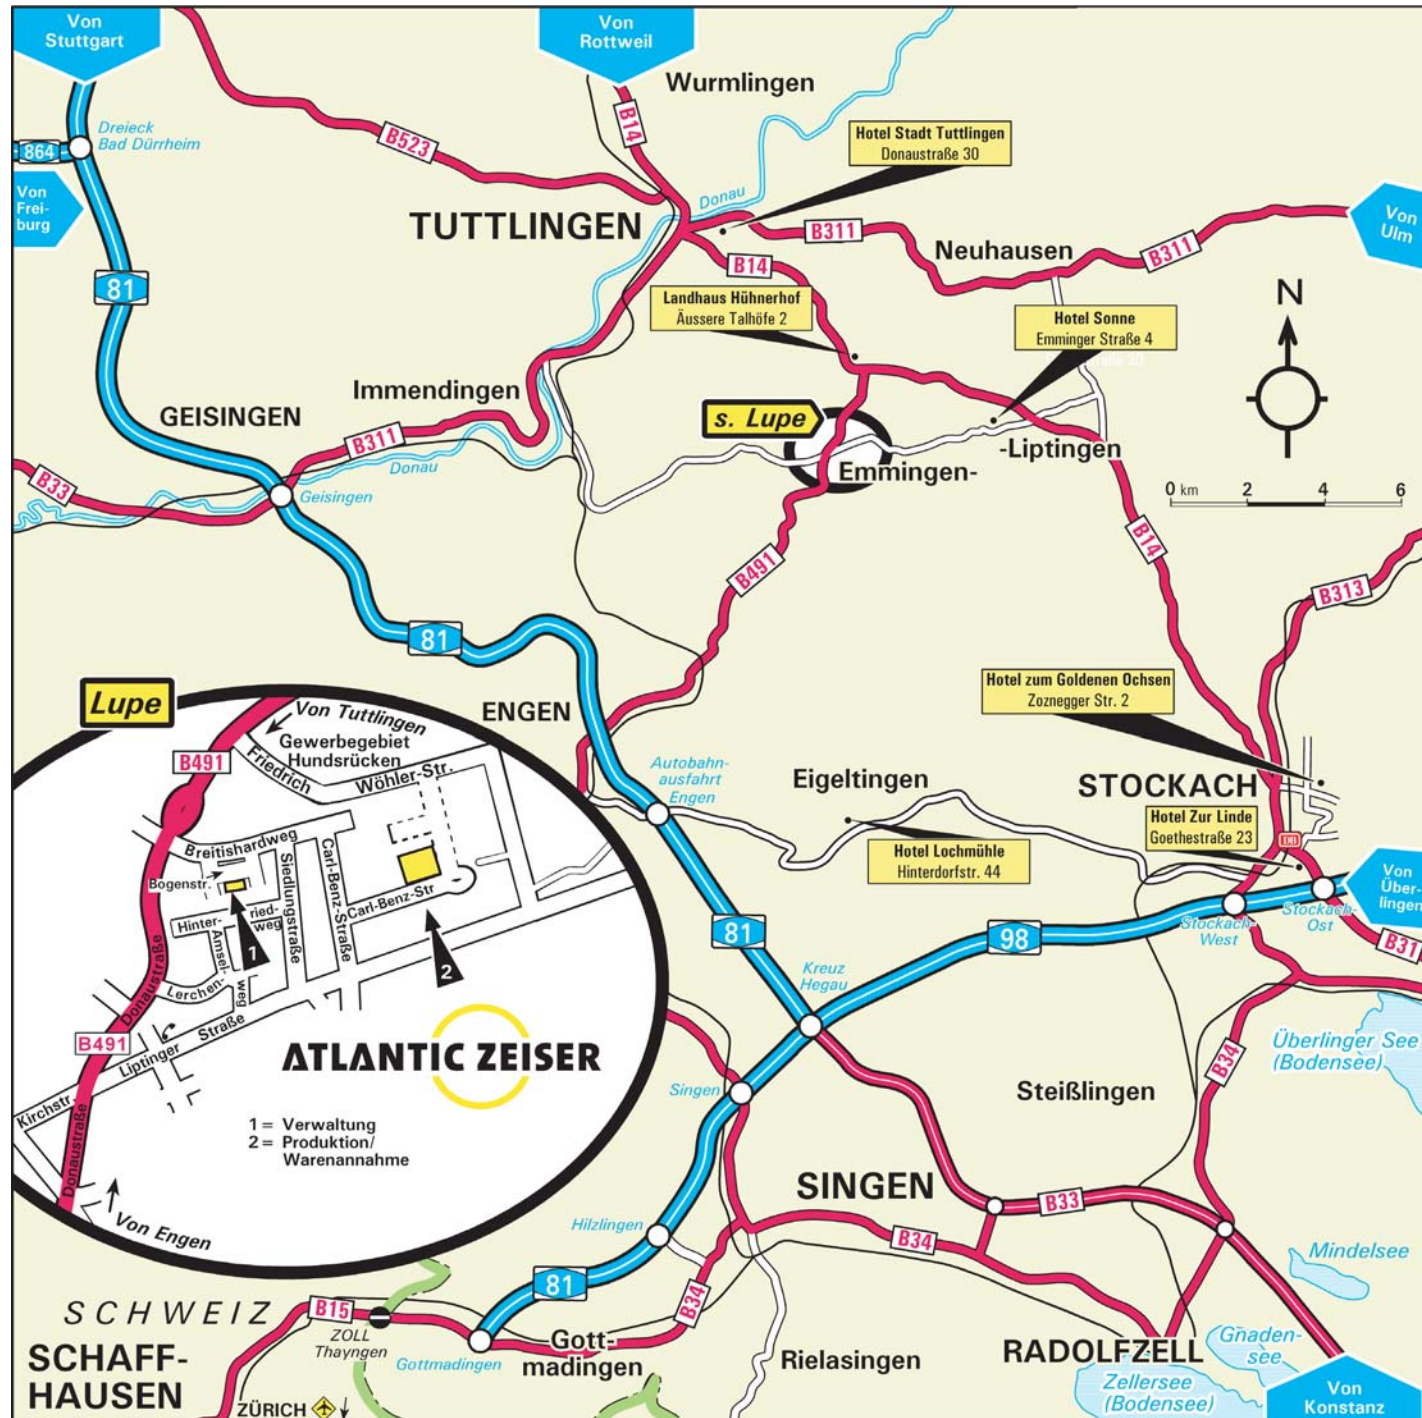 Von
Stuttgart
Von
Rottweil
Wurmlingen
Dreieck
Bad Dürrheim
864
B523
B14
Hotel Stadt Tuttlingen
Donaustraße 30
Von
Frei-
burg
Donau
TUTTLINGEN
B311
Neuhausen
B311
Von
Ulm
81
B14
Landhaus Hühnerhof
Äussere Talhöfe 2
Hotel Sonne
Emminger Straße 4
N
Immendingen
GEISINGEN
s. Lupe
B311
Donau
-Liptingen
Emmingen-
B33
Geisingen
0 km 2 4 6
B14
B491
B313
81
Hotel zum Goldenen Ochsen
Zoznegger Str. 2
Lupe
ENGEN
Von Tuttlingen
Gewerbegebiet
Hundsrücken
B491
Friedrich
Wöhler-Str.
Autobahn-
ausfahrt
Engen
Eigeltingen
STOCKACH
Hotel Zur Linde
Goethestraße 23
DB
Hotel Lochmühle
Hinterdorfstr. 44
Breitishardweg
Siedlungsstraße
Carl-Benz-Straße
Bogenstr.
Carl-Benz-Str
Hinter-
ried-
weg
Amsel-
weg
Lerchen-
1
2
Donaustraße
Von
Über-
lingen
Stockach-
West
Stockach-
Ost
81
98
B31
Kreuz
Hegau
B491
Liptinger Straße
Kirchstr.
Donaustraße
ATLANTIC ZEISER
1 = Verwaltung
2 = Produktion/
Warenannahme
Von Engen
Überlinger See
(Bodensee)
B34
Singen
Steißlingen
SINGEN
B33
B34
Hilzlingen
Mindelsee
81
B34
SCHWEIZ
B15
ZOLL
Thayngen
SCHAFF-
HAUSEN
Gottmadingen
Gott-
madingen
Rielasingen
RADOLFZELL
Gnaden-
see
Zellersee
(Bodensee)
Von
Konstanz
ZÜRICH